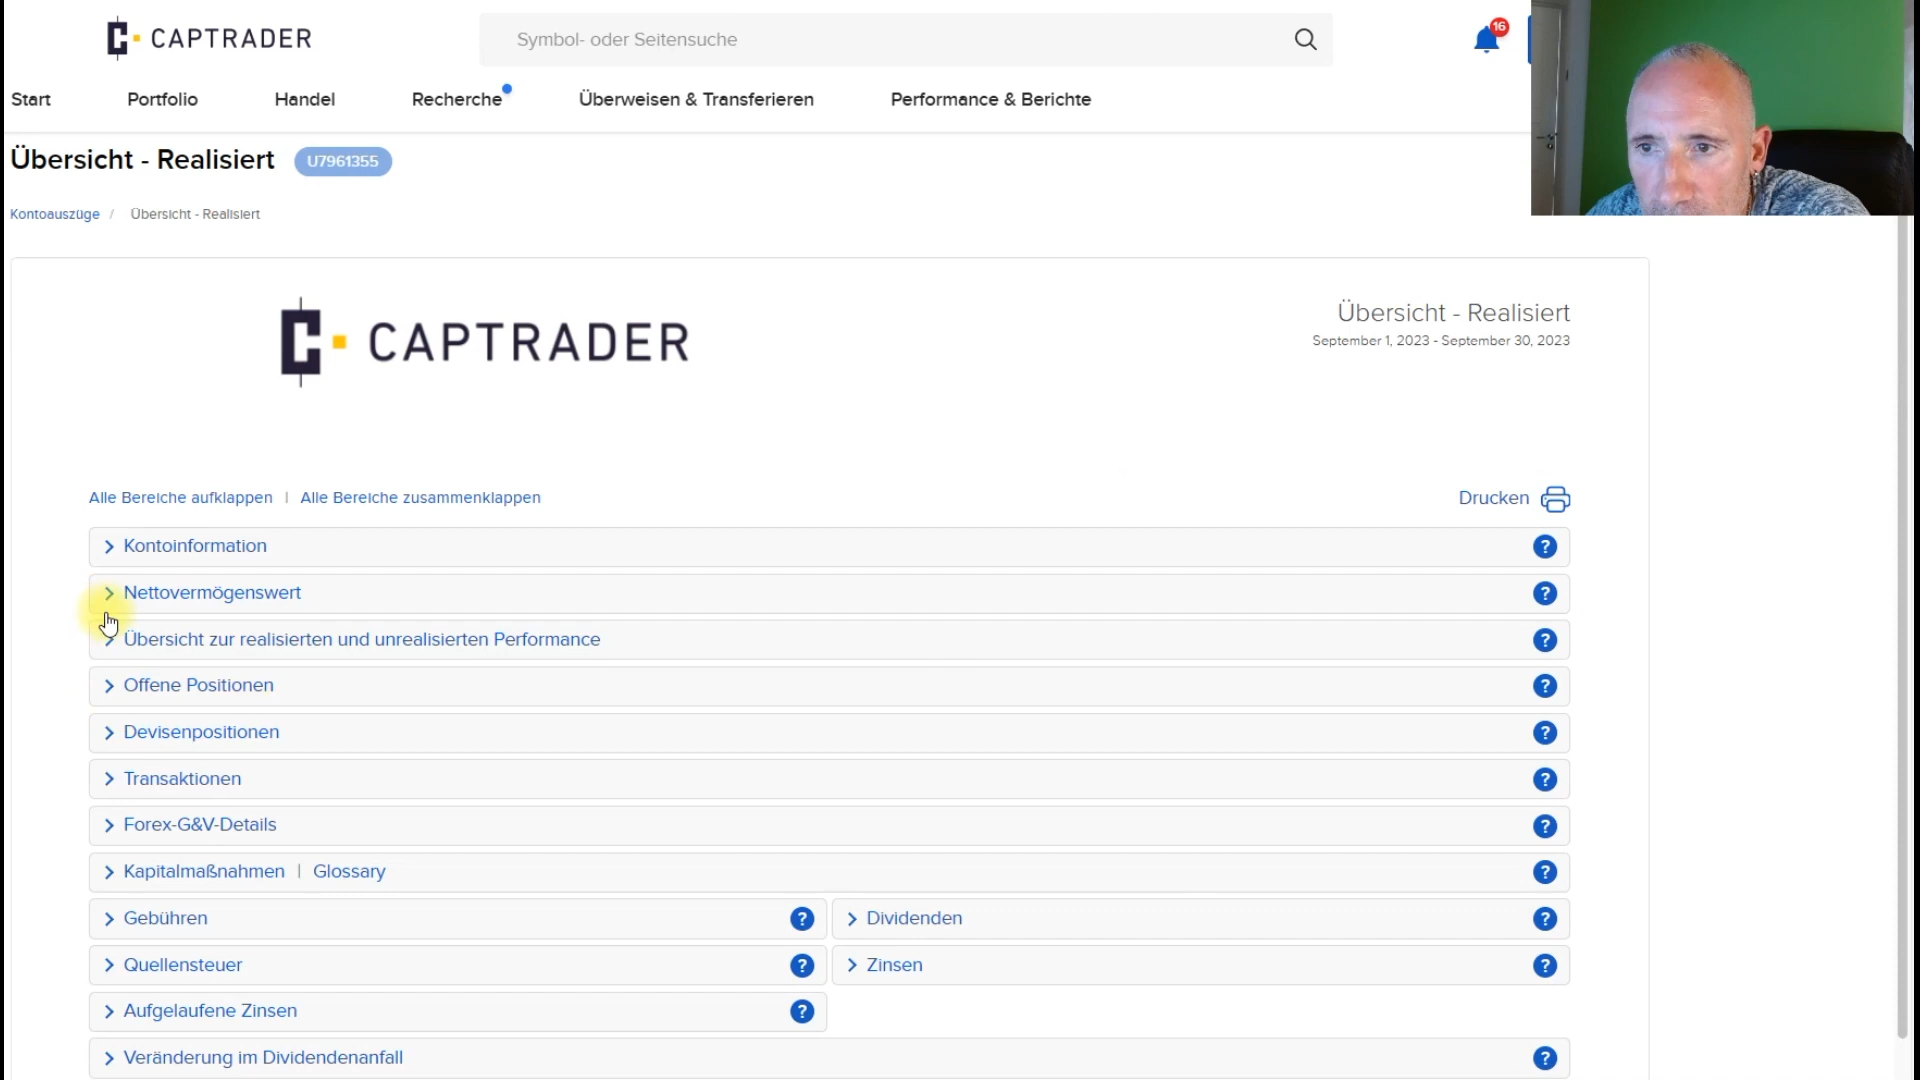 CAPTRADER
Symbol- oder Seitensuche
16
Start
Portfolio
Handel
Recherche
Überweisen & Transferieren
Performance & Berichte
Übersicht - Realisiert
U7961355
Kontoauszüge / Übersicht - Realisiert
CAPTRADER
Übersicht - Realisiert
September 1, 2023 - September 30, 2023
Alle Bereiche aufklappen | Alle Bereiche zusammenklappen
Drucken
Kontoinformation ?
Nettovermögenswert ?
Übersicht zur realisierten und unrealisierten Performance ?
Offene Positionen ?
Devisenpositionen ?
Transaktionen ?
Forex-G&V-Details ?
Kapitalmaßnahmen | Glossary ?
Gebühren ?
Dividenden ?
Quellensteuer ?
Zinsen ?
Aufgelaufene Zinsen ?
Veränderung im Dividendenanfall ?